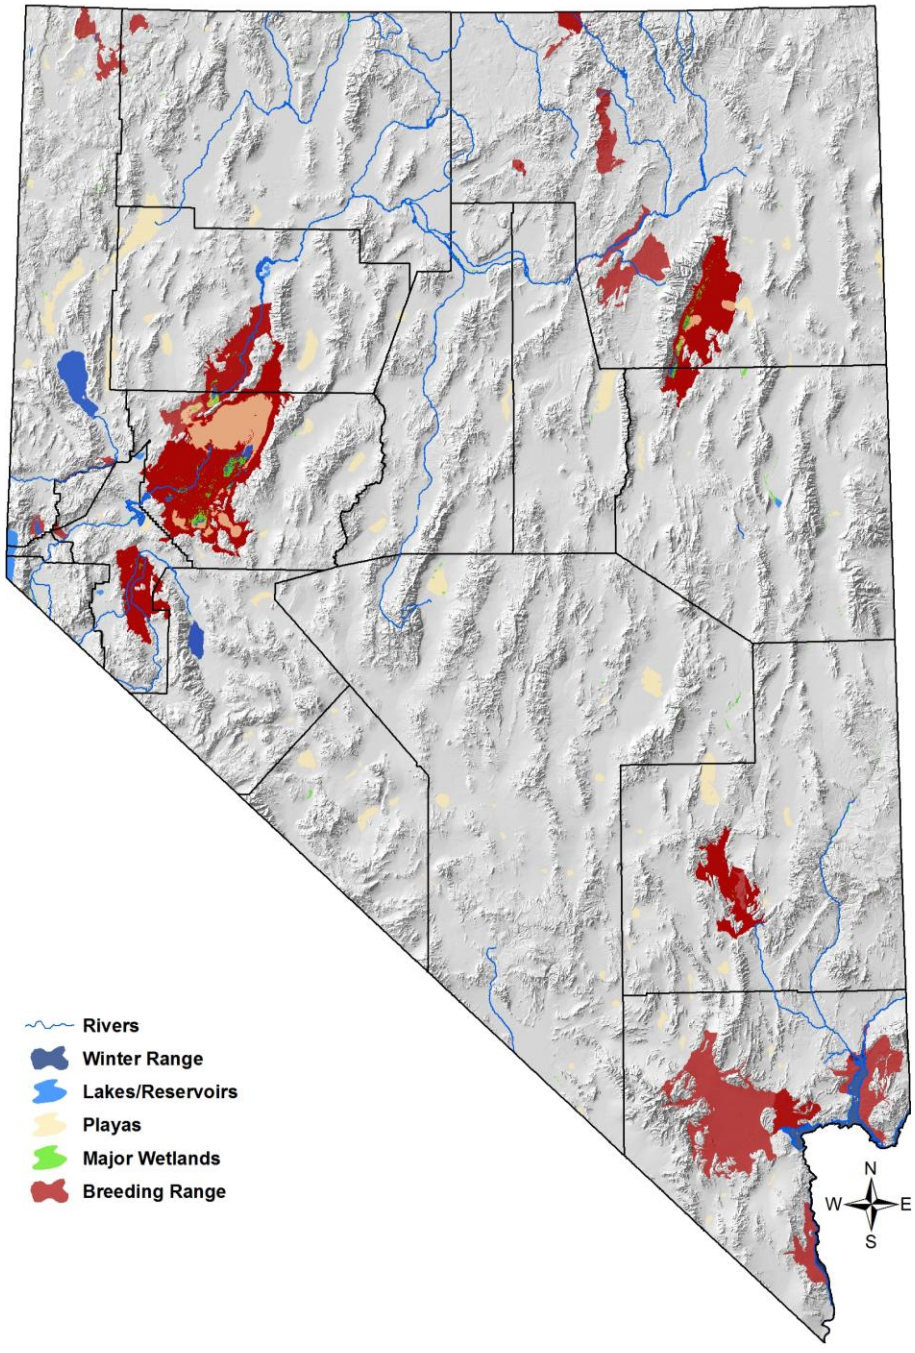 Rivers
Winter Range
Lakes/Reservoirs
Playas
Major Wetlands
Breeding Range
N
W E
S